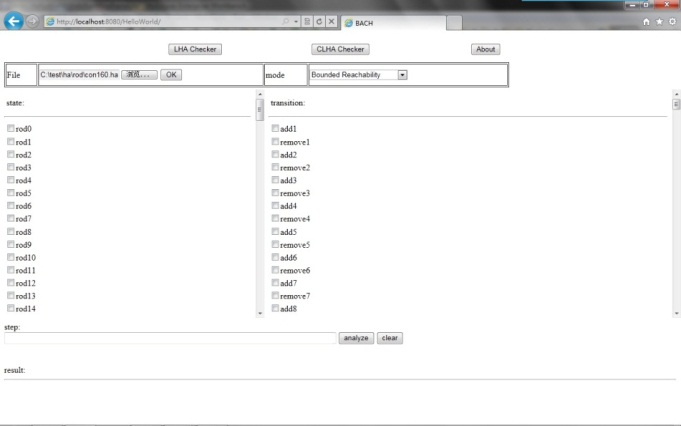 http://localhost:8080/HelloWorld/
BACH
LHA Checker CLHA Checker About
File C:\test\ha\rod\con160.ha 浏览... OK mode Bounded Reachability
state: transition:
rod0 add1
rod1 remove1
rod2 add2
rod3 remove2
rod4 add3
rod5 remove3
rod6 add4
rod7 remove4
rod8 add5
rod9 remove5
rod10 add6
rod11 remove6
rod12 add7
rod13 remove7
rod14 add8
step:
analyze clear
result: